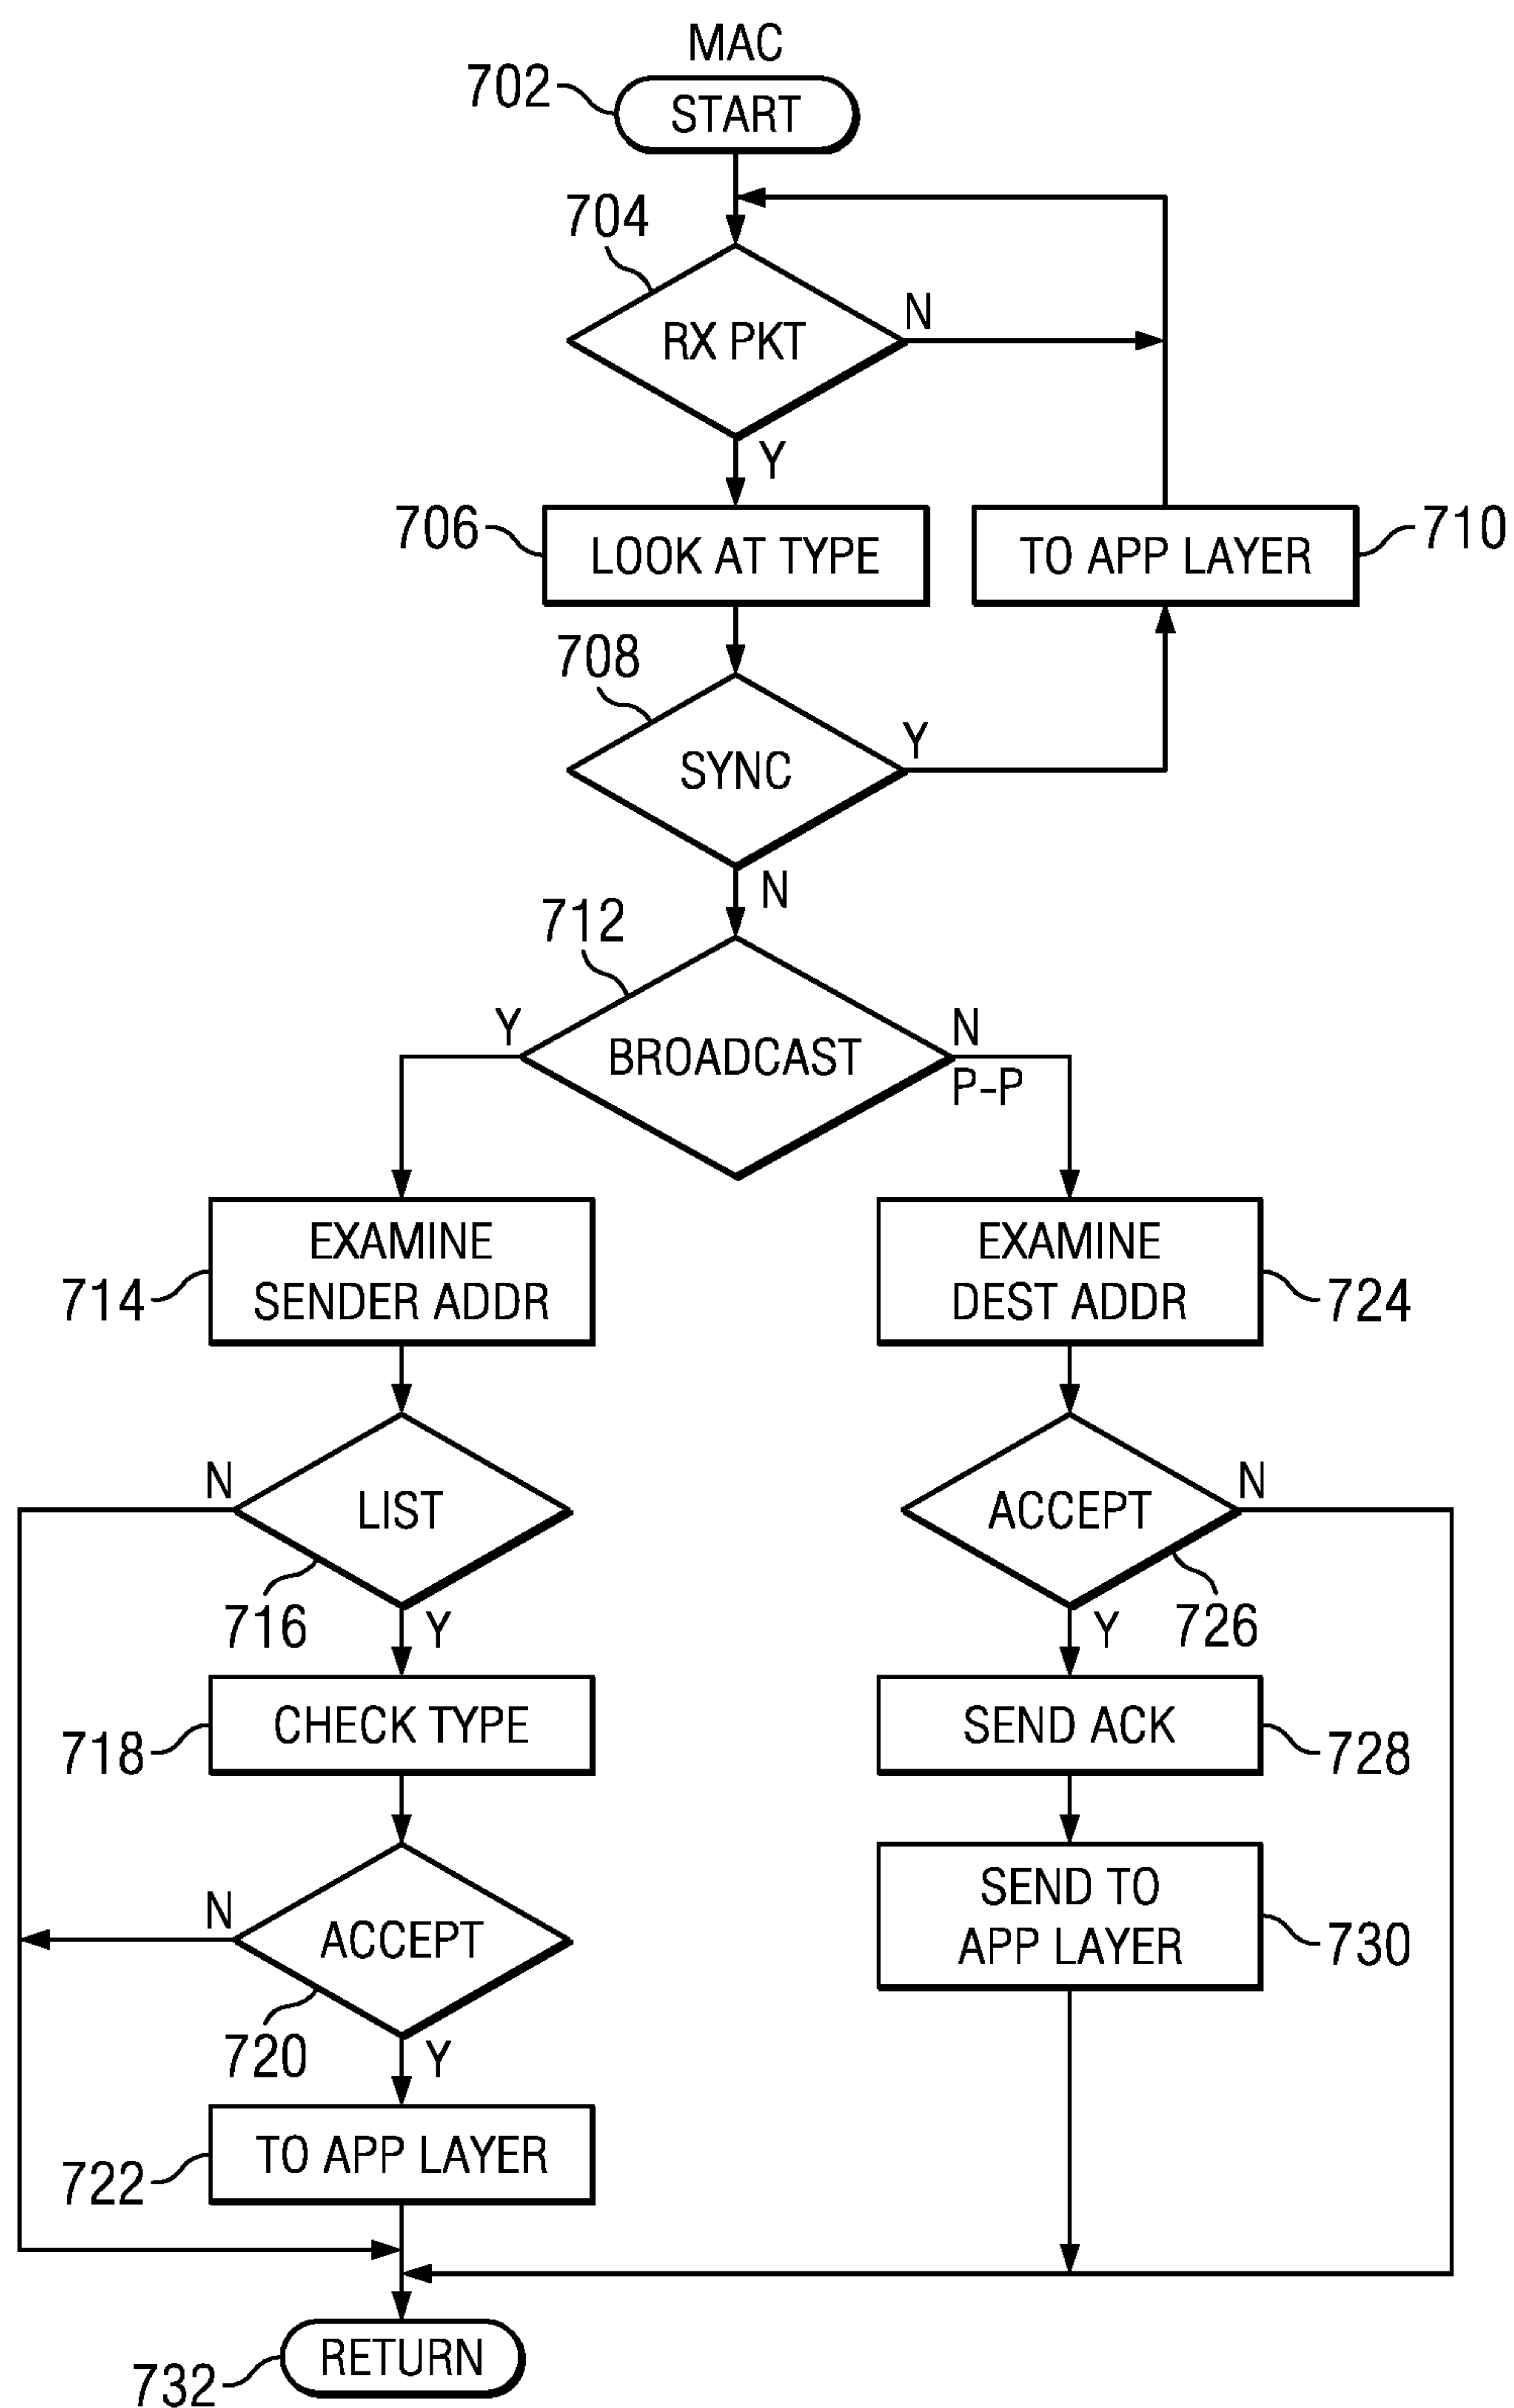 MAC
702
START
704
RX PKT
N
Y
706
LOOK AT TYPE
TO APP LAYER
710
708
SYNC
Y
N
712
Y
BROADCAST
N
P-P
714
EXAMINE
SENDER ADDR
EXAMINE
DEST ADDR
724
N
LIST
716
Y
ACCEPT
N
726
Y
718
CHECK TYPE
SEND ACK
728
N
ACCEPT
720
Y
SEND TO
APP LAYER
730
722
TO APP LAYER
732
RETURN